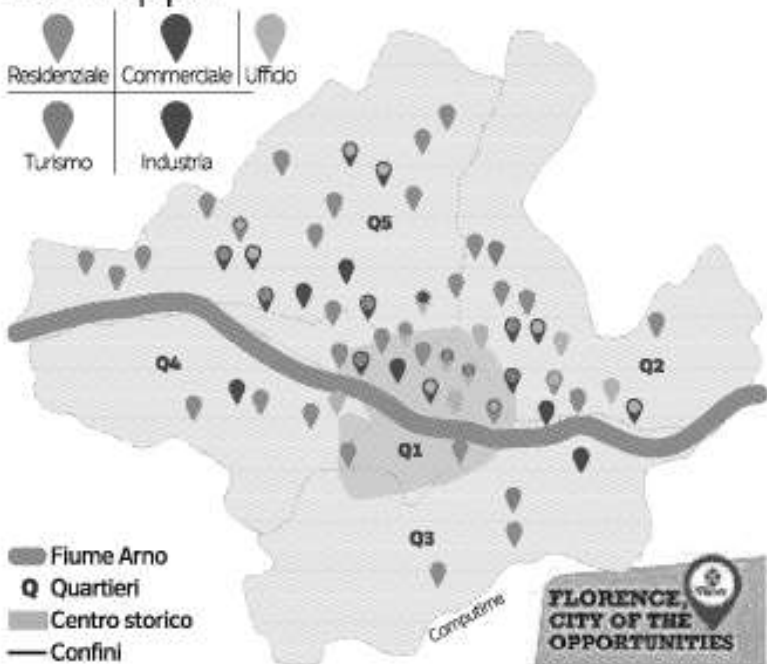 Residenziale Commerciale Ufficio
Turismo Industria
Q5
Q4
Q2
Q1
Q3
Fiume Arno
Q Quartieri
Centro storico
Confini
Computime
FLORENCE,
CITY OF THE
OPPORTUNITIES